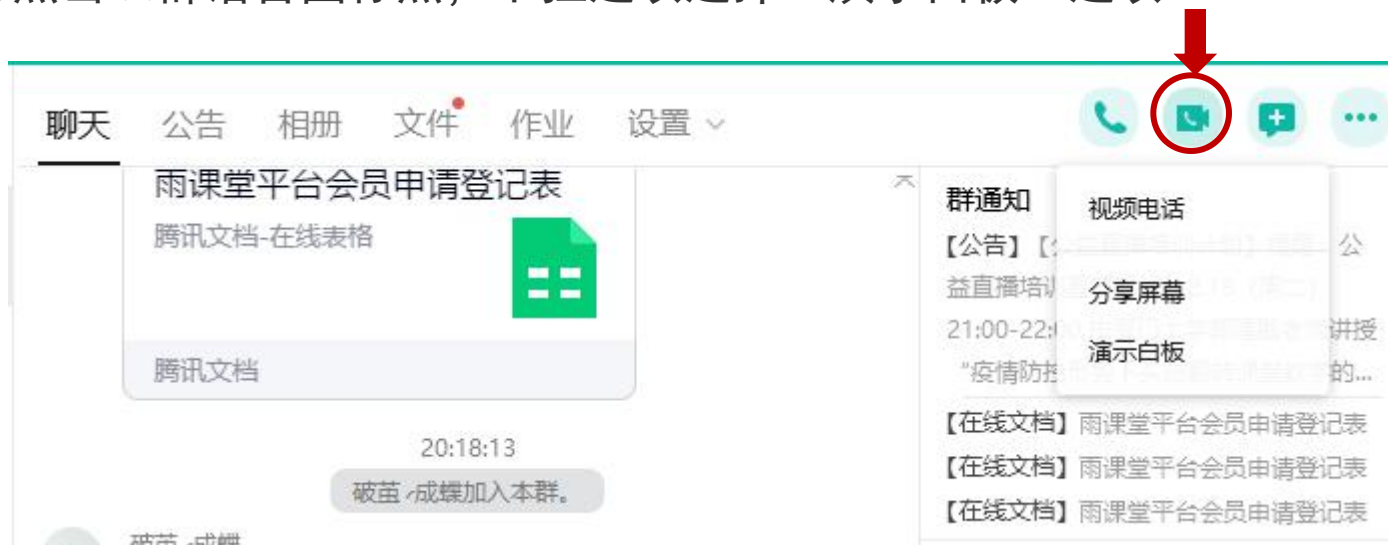 聊天 公告 相册 文件 作业 设置
雨课堂平台会员申请登记表
腾讯文档-在线表格
腾讯文档
20:18:13
破茧 成蝶加入本群。
群通知
【公告】【 公
益直播培训
21:00-22: 讲授
“疫情防控 的...
视频电话
分享屏幕
演示白板
【在线文档】雨课堂平台会员申请登记表
【在线文档】雨课堂平台会员申请登记表
【在线文档】雨课堂平台会员申请登记表